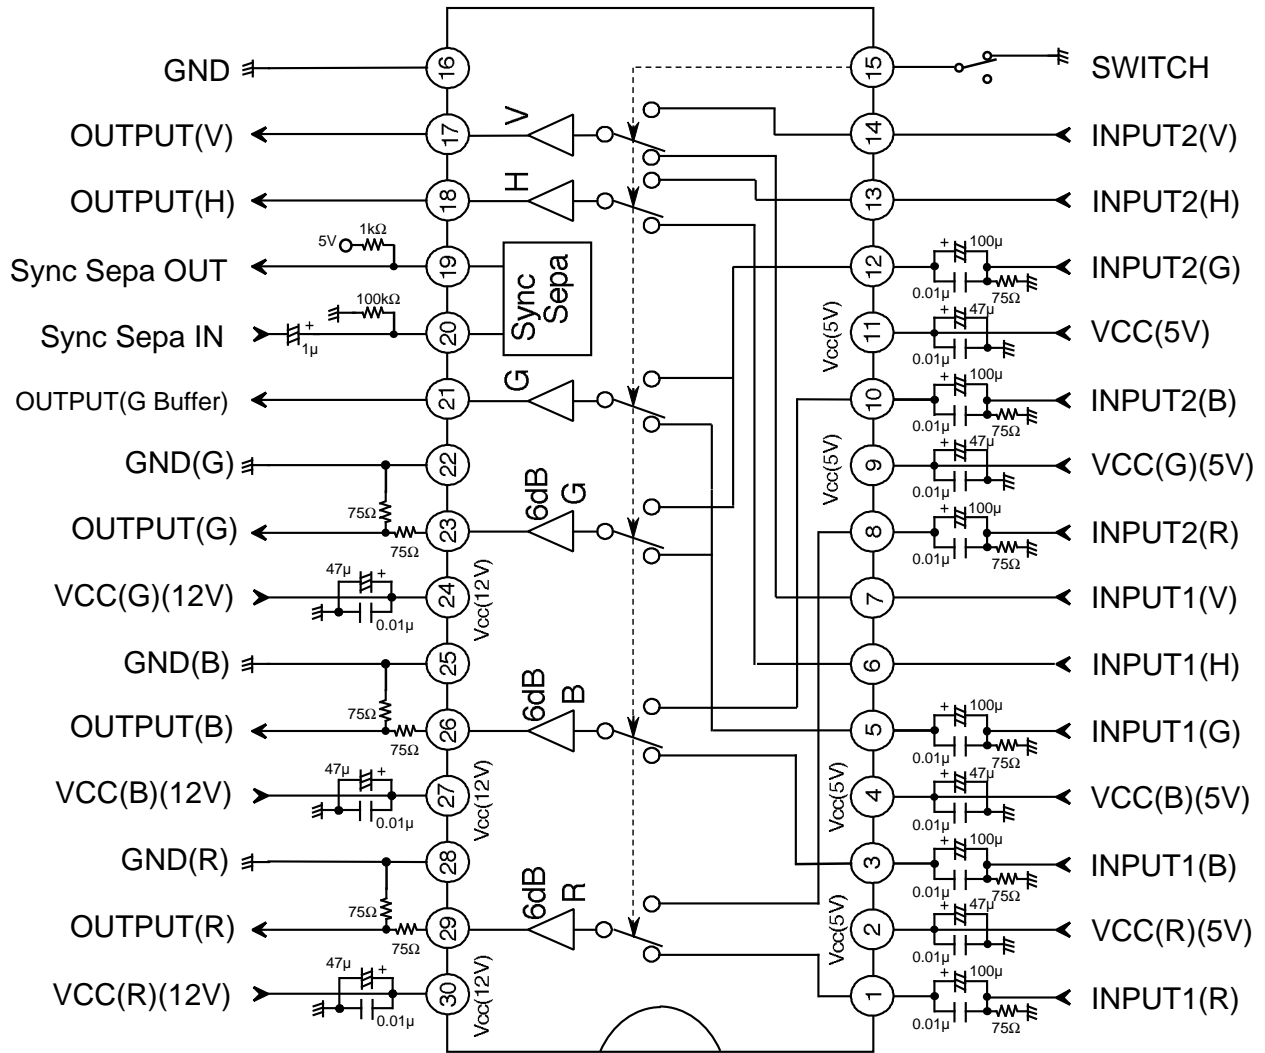 GND
16
15
SWITCH
OUTPUT(V)
17
V
14
INPUT2(V)
OUTPUT(H)
18
H
13
INPUT2(H)
5V
1kΩ
Sync Sepa OUT
19
Sync
Sepa
12
+
100µ
0.01µ
75Ω
INPUT2(G)
100kΩ
Sync Sepa IN
+
1µ
20
Vcc(5V)
11
+
47µ
0.01µ
VCC(5V)
OUTPUT(G Buffer)
21
G
10
+
100µ
0.01µ
75Ω
INPUT2(B)
GND(G)
22
Vcc(5V)
9
+
47µ
0.01µ
VCC(G)(5V)
75Ω
OUTPUT(G)
75Ω
23
6dB
G
8
+
100µ
0.01µ
75Ω
INPUT2(R)
VCC(G)(12V)
47µ
+
0.01µ
24
Vcc(12V)
7
INPUT1(V)
GND(B)
25
6
INPUT1(H)
75Ω
OUTPUT(B)
75Ω
26
6dB
B
5
+
100µ
0.01µ
75Ω
INPUT1(G)
VCC(B)(12V)
47µ
+
0.01µ
27
Vcc(12V)
Vcc(5V)
4
+
47µ
0.01µ
VCC(B)(5V)
GND(R)
28
3
+
100µ
0.01µ
75Ω
INPUT1(B)
75Ω
OUTPUT(R)
75Ω
29
6dB
R
Vcc(5V)
2
+
47µ
0.01µ
VCC(R)(5V)
VCC(R)(12V)
47µ
+
0.01µ
30
Vcc(12V)
1
+
100µ
0.01µ
75Ω
INPUT1(R)